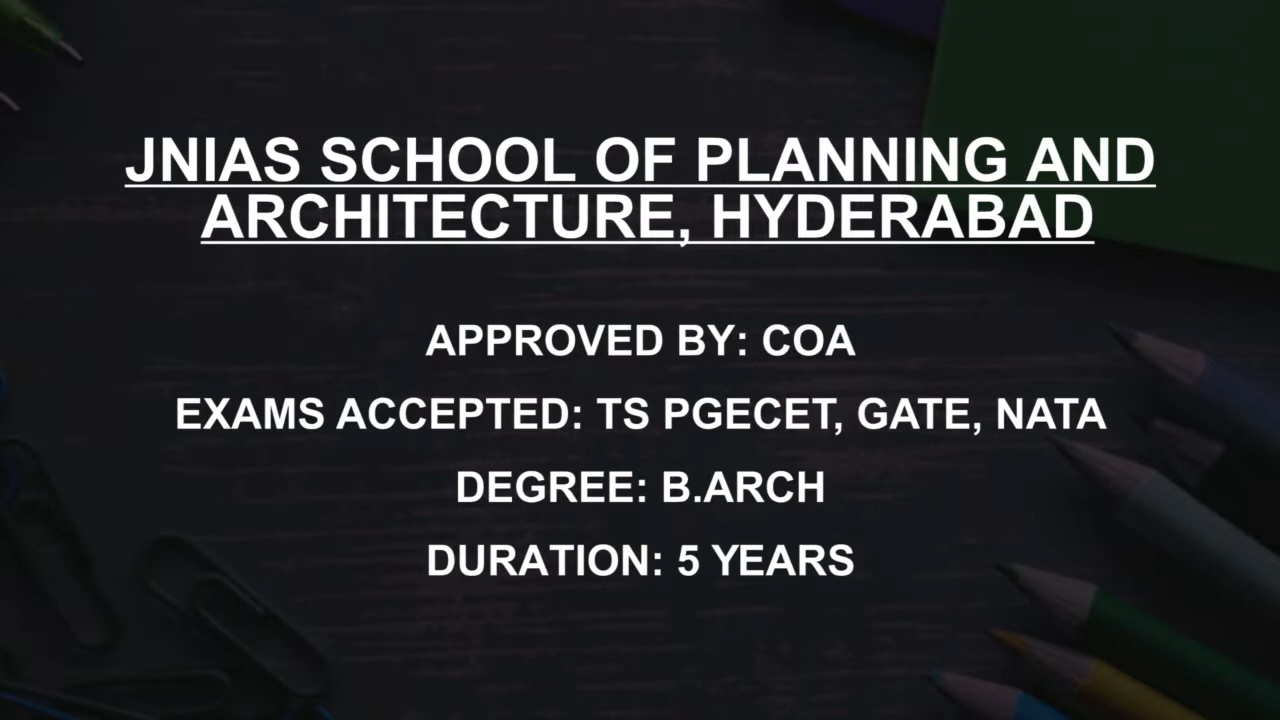 JNIAS SCHOOL OF PLANNING AND
ARCHITECTURE, HYDERABAD
APPROVED BY: COA
EXAMS ACCEPTED: TS PGECET, GATE, NATA
DEGREE: B.ARCH
DURATION: 5 YEARS